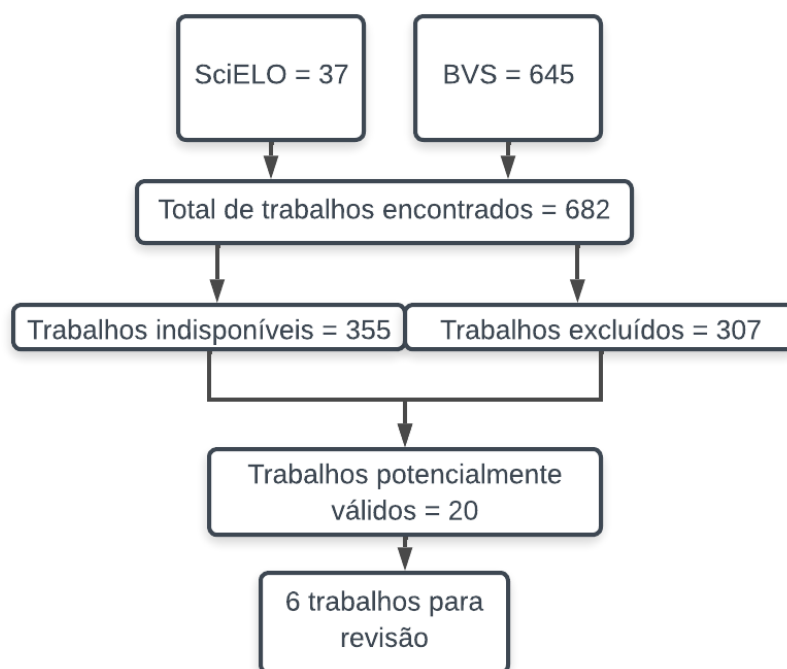 SciELO = 37
BVS = 645
Total de trabalhos encontrados = 682
Trabalhos indisponíveis = 355
Trabalhos excluídos = 307
Trabalhos potencialmente
válidos = 20
6 trabalhos para
revisão